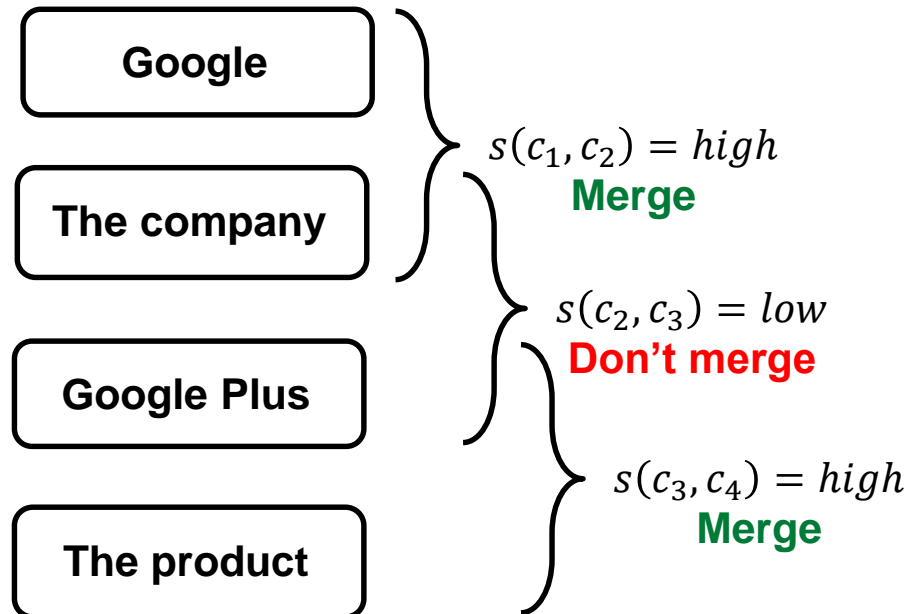 Google
s(c₁, c₂) = high
Merge
The company
s(c₂, c₃) = low
Don’t merge
Google Plus
s(c₃, c₄) = high
Merge
The product